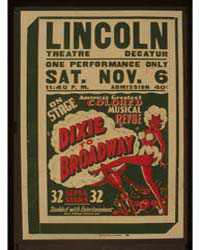 LINCOLN
THEATRE DECATUR
ONE PERFORMANCE ONLY
SAT. NOV. 6
11:40 P. M. ADMISSION 40¢
ON STAGE
America's Greatest
COLORED
MUSICAL
REVUE
DIXIE
TO
BROADWAY
32 32